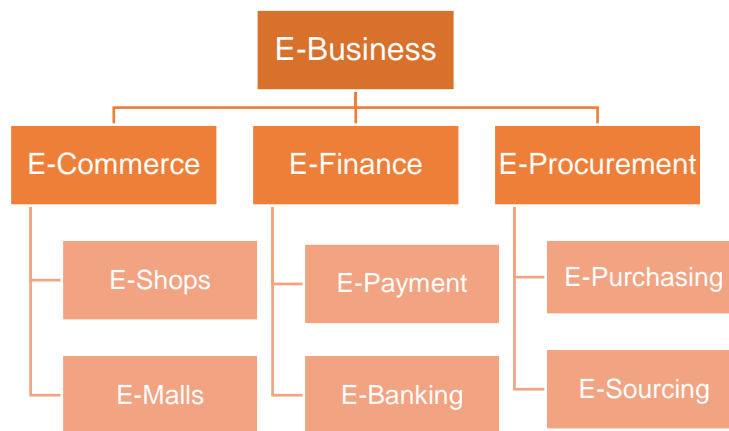 E-Business
E-Commerce
E-Finance
E-Procurement
E-Shops
E-Payment
E-Purchasing
E-Malls
E-Banking
E-Sourcing